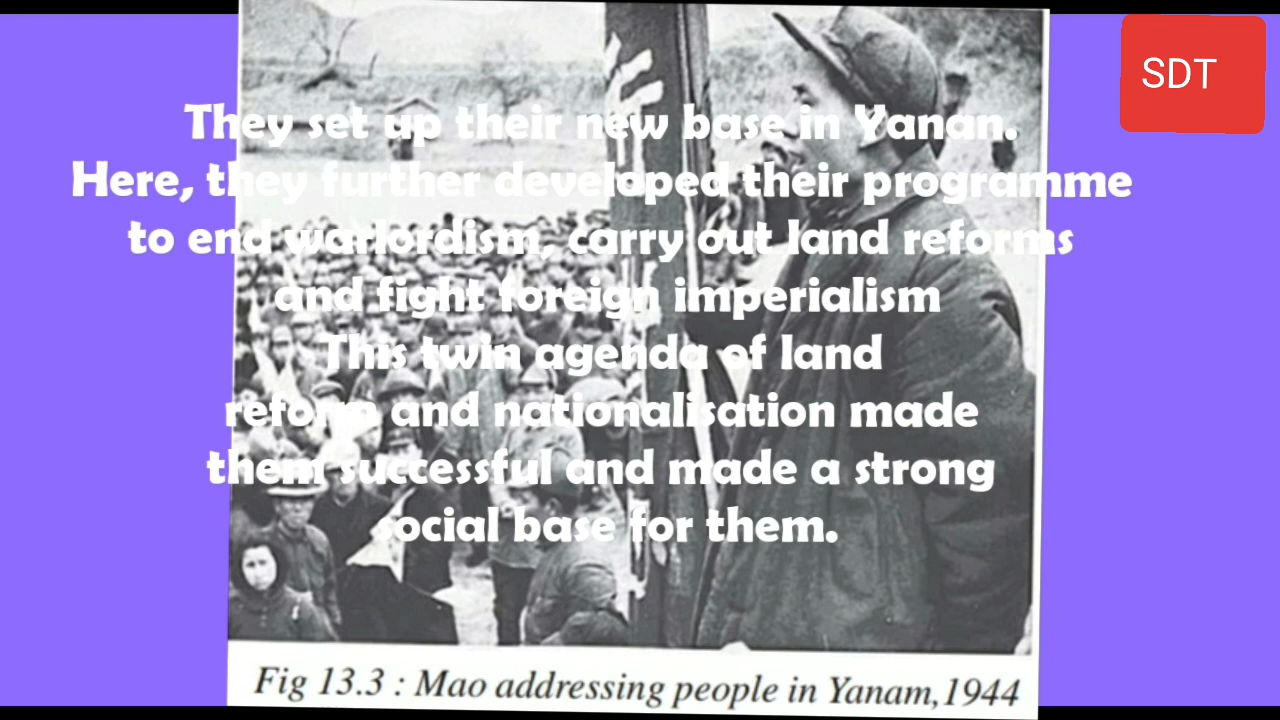 SDT
They set up their new base in Yanan.
Here, they further developed their programme
to end warlordism, carry out land reforms
and fight foreign imperialism
This twin agenda of land
reform and nationalisation made
them successful and made a strong
social base for them.
Fig 13.3 : Mao addressing people in Yanam,1944